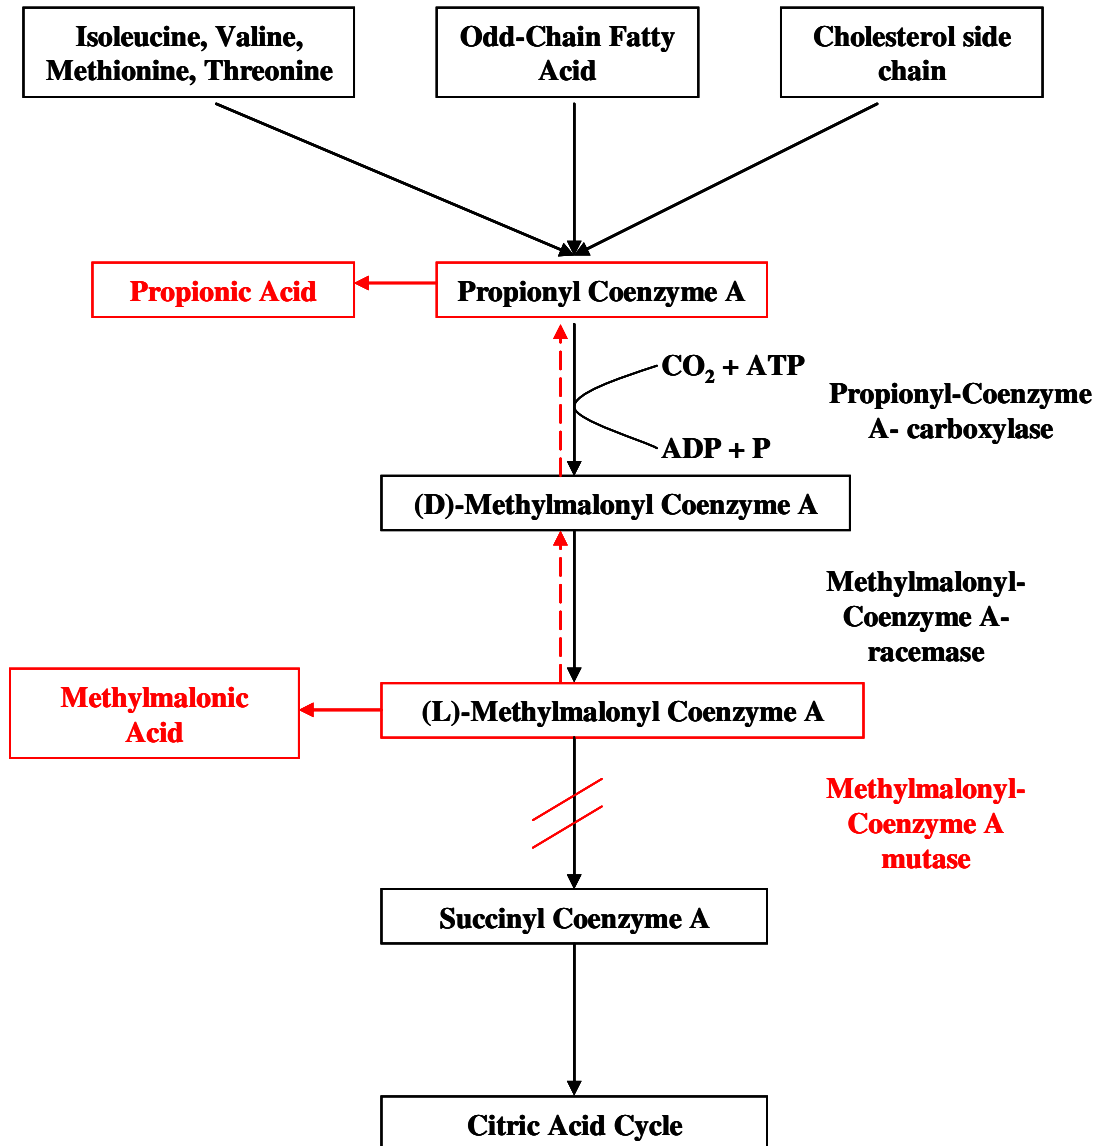 Isoleucine, Valine,
Methionine, Threonine
Odd-Chain Fatty
Acid
Cholesterol side
chain
Propionic Acid
Propionyl Coenzyme A
CO₂ + ATP
Propionyl-Coenzyme
A- carboxylase
ADP + P
(D)-Methylmalonyl Coenzyme A
Methylmalonyl-
Coenzyme A-
racemase
Methylmalonic
Acid
(L)-Methylmalonyl Coenzyme A
Methylmalonyl-
Coenzyme A
mutase
Succinyl Coenzyme A
Citric Acid Cycle